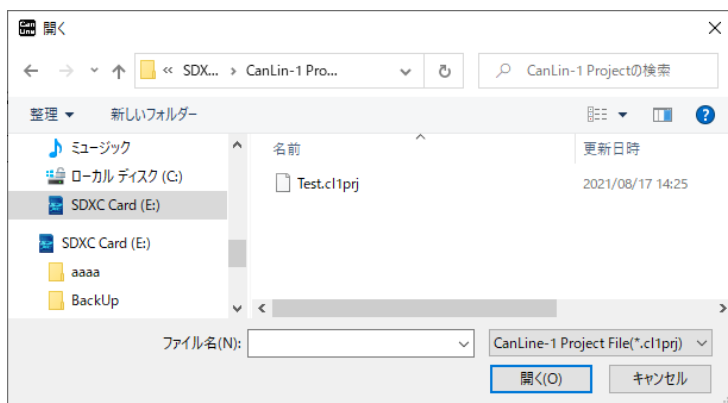 Can Line 開く
« SDX... › CanLin-1 Pro... CanLin-1 Projectの検索
整理 新しいフォルダー
ミュージック
ローカル ディスク (C:)
SDXC Card (E:)
SDXC Card (E:)
aaaa
BackUp
名前 更新日時
Test.cl1prj 2021/08/17 14:25
ファイル名(N): CanLine-1 Project File(*.cl1prj)
開く(O) キャンセル